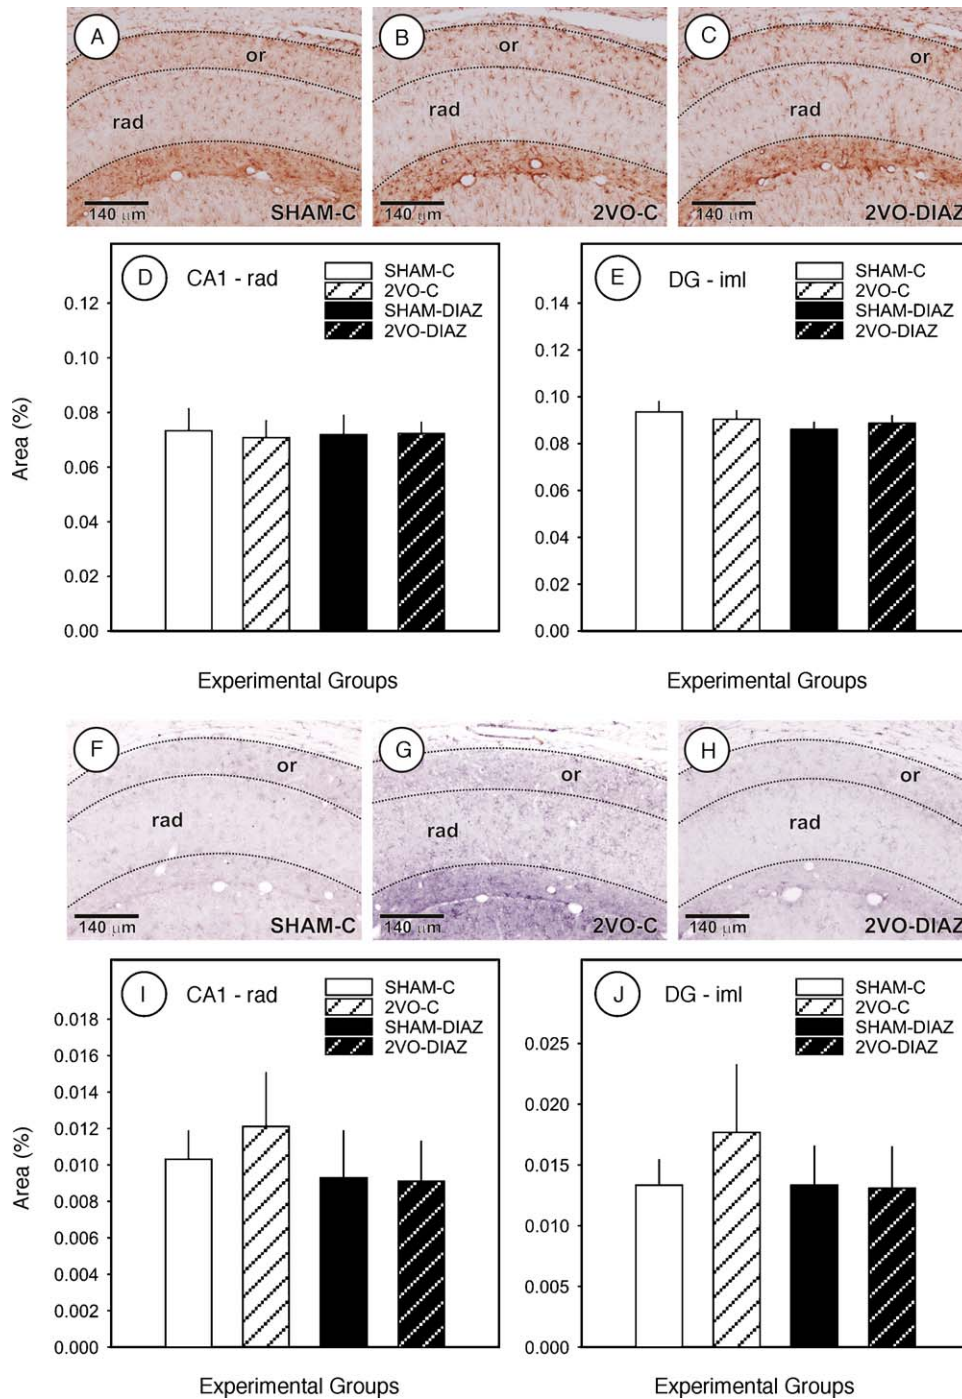 A
or
rad
140 μm
SHAM-C
B
or
rad
140 μm
2VO-C
C
or
rad
140 μm
2VO-DIAZ
D
CA1 - rad
SHAM-C
2VO-C
SHAM-DIAZ
2VO-DIAZ
Area (%)
0.12
0.10
0.08
0.06
0.04
0.02
0.00
Experimental Groups
E
DG - iml
SHAM-C
2VO-C
SHAM-DIAZ
2VO-DIAZ
0.14
0.12
0.10
0.08
0.06
0.04
0.02
0.00
Experimental Groups
F
or
rad
140 μm
SHAM-C
G
or
rad
140 μm
2VO-C
H
or
rad
140 μm
2VO-DIAZ
I
CA1 - rad
SHAM-C
2VO-C
SHAM-DIAZ
2VO-DIAZ
Area (%)
0.018
0.016
0.014
0.012
0.010
0.008
0.006
0.004
0.002
0.000
Experimental Groups
J
DG - iml
SHAM-C
2VO-C
SHAM-DIAZ
2VO-DIAZ
0.025
0.020
0.015
0.010
0.005
0.000
Experimental Groups